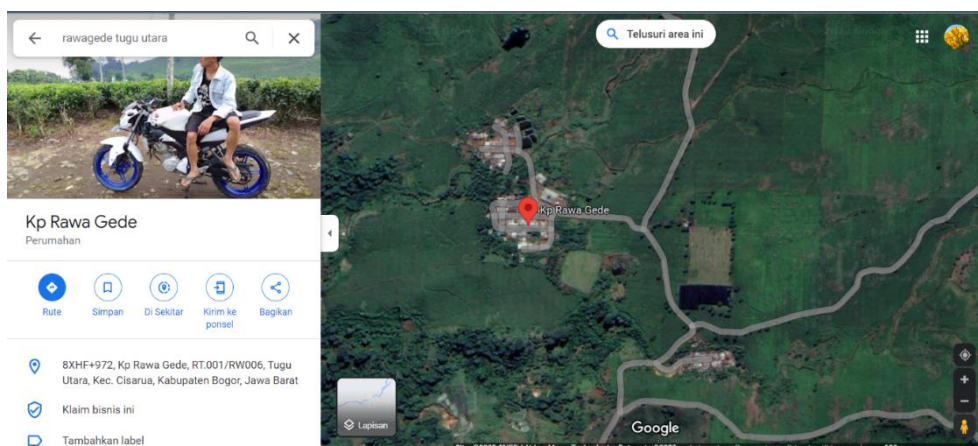 rawagede tugu utara
Kp Rawa Gede
Perumahan
Rute
Simpan
Di Sekitar
Kirim ke
ponsel
Bagikan
8XHF+972, Kp Rawa Gede, RT.001/RW006, Tugu
Utara, Kec. Cisarua, Kabupaten Bogor, Jawa Barat
Klaim bisnis ini
Tambahkan label
Telusuri area ini
Kp Rawa Gede
Lapisan
Google